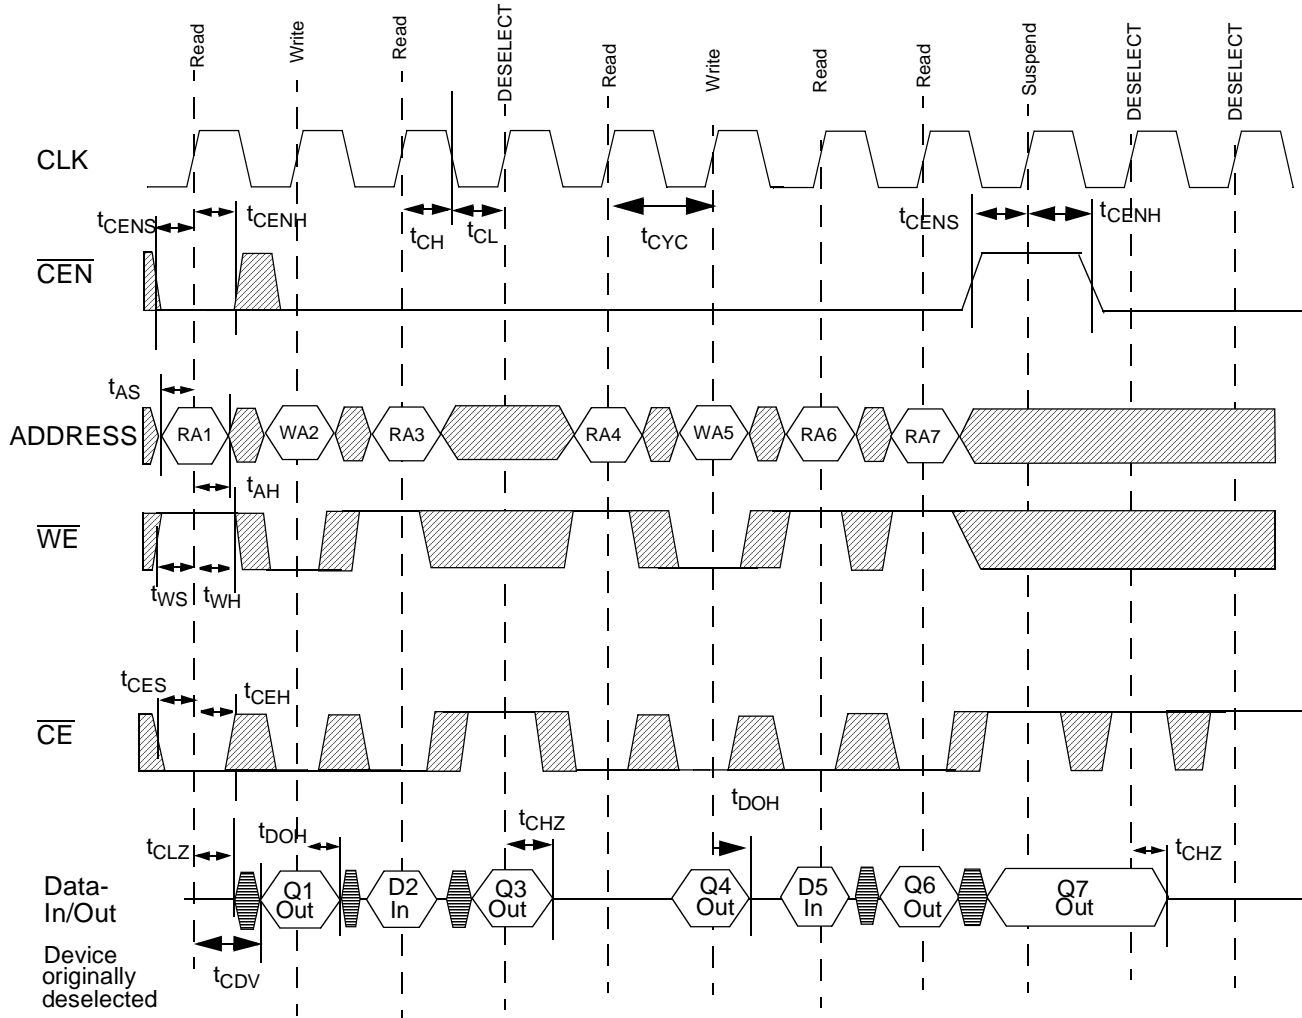 Read
Write
Read
DESELECT
Read
Write
Read
Read
Suspend
DESELECT
DESELECT
CLK
tCENS
tCENH
tCH
tCL
tCYC
tCENS
tCENH
CEN
tAS
ADDRESS
RA1
WA2
RA3
RA4
WA5
RA6
RA7
tAH
WE
tWS
tWH
tCES
tCEH
CE
tDOH
tCLZ
tDOH
tCHZ
tCHZ
Data-
In/Out
Q1
Out
D2
In
Q3
Out
Q4
Out
D5
In
Q6
Out
Q7
Out
tCDV
Device
originally
deselected